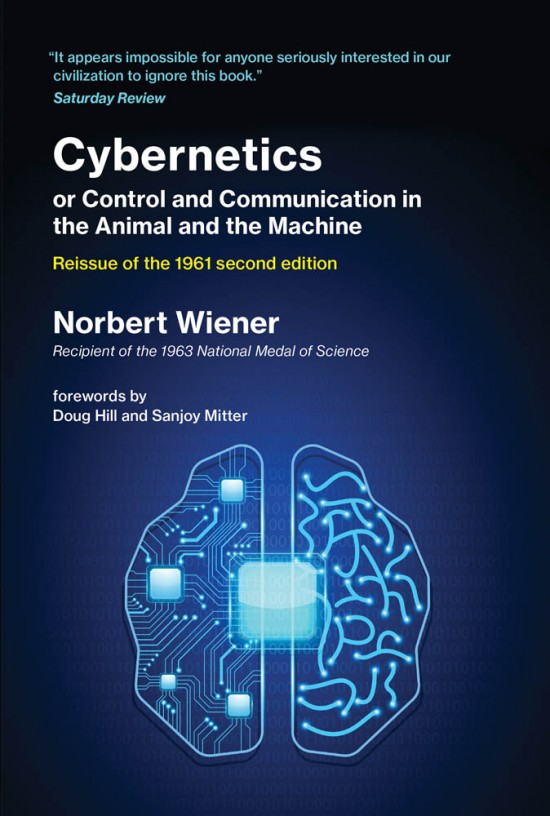 “It appears impossible for anyone seriously interested in our
civilization to ignore this book.”
Saturday Review
Cybernetics
or Control and Communication in
the Animal and the Machine
Reissue of the 1961 second edition
Norbert Wiener
Recipient of the 1963 National Medal of Science
forewords by
Doug Hill and Sanjoy Mitter